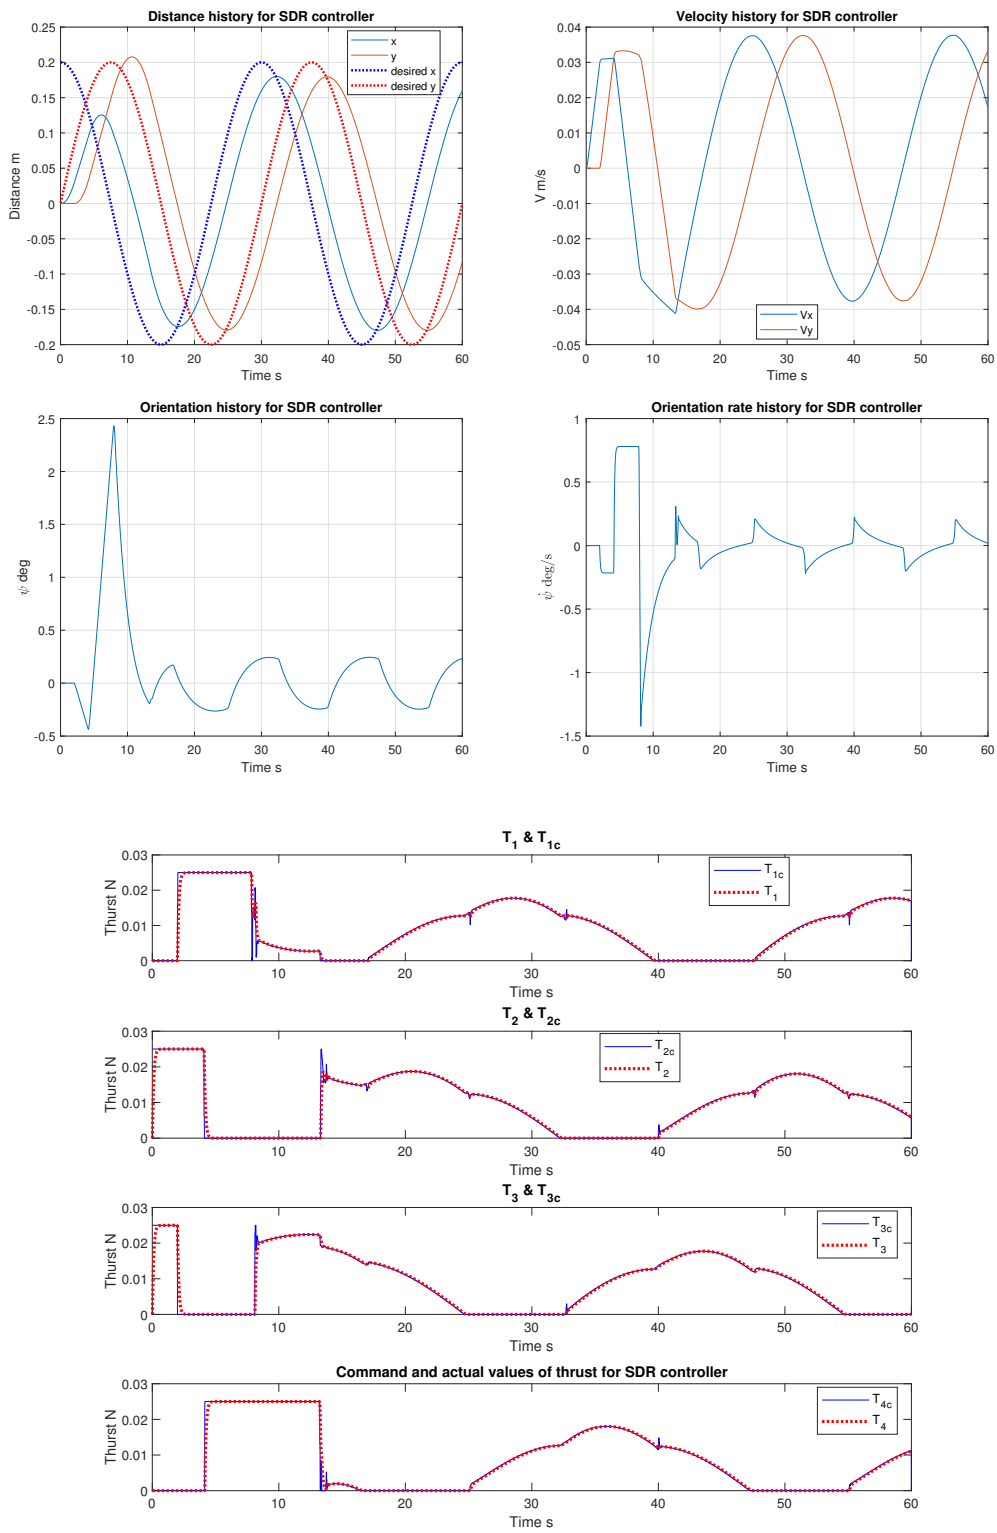 Distance history for SDR controller
0.25
0.2
0.15
0.1
0.05
0
-0.05
-0.1
-0.15
-0.2
Distance m
x
y
desired x
desired y
0 10 20 30 40 50 60
Time s
Velocity history for SDR controller
0.04
0.03
0.02
0.01
0
-0.01
-0.02
-0.03
-0.04
-0.05
V m/s
Vx
Vy
0 10 20 30 40 50 60
Time s
Orientation history for SDR controller
2.5
2
1.5
1
0.5
0
-0.5
ψ deg
0 10 20 30 40 50 60
Time s
Orientation rate history for SDR controller
1
0.5
0
-0.5
-1
-1.5
ψ̇ deg/s
0 10 20 30 40 50 60
Time s
T1 & T1c
0.03
0.02
0.01
0
Thurst N
T1c
T1
0 10 20 30 40 50 60
Time s
T2 & T2c
0.03
0.02
0.01
0
Thurst N
T2c
T2
0 10 20 30 40 50 60
Time s
T3 & T3c
0.03
0.02
0.01
0
Thurst N
T3c
T3
0 10 20 30 40 50 60
Time s
Command and actual values of thrust for SDR controller
0.03
0.02
0.01
0
Thurst N
T4c
T4
0 10 20 30 40 50 60
Time s